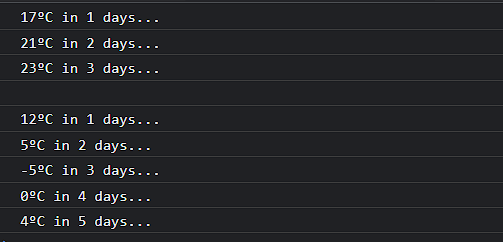 17ºC in 1 days...
21ºC in 2 days...
23ºC in 3 days...
12ºC in 1 days...
5ºC in 2 days...
-5ºC in 3 days...
0ºC in 4 days...
4ºC in 5 days...